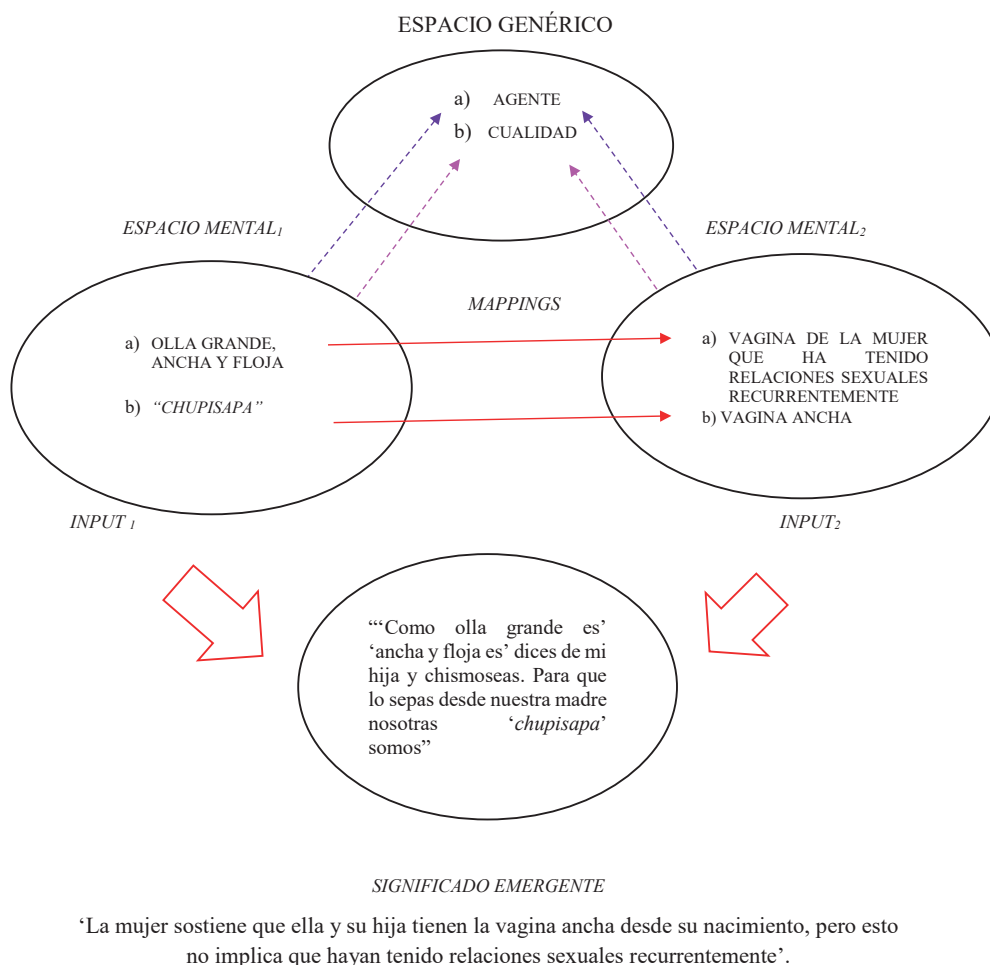 ESPACIO GENÉRICO
a) AGENTE
b) CUALIDAD
ESPACIO MENTAL1
ESPACIO MENTAL2
MAPPINGS
a) OLLA GRANDE,
ANCHA Y FLOJA
b) “CHUPISAPA”
a) VAGINA DE LA MUJER
QUE HA TENIDO
RELACIONES SEXUALES
RECURRENTEMENTE
b) VAGINA ANCHA
INPUT 1
INPUT2
“‘Como olla grande es’
‘ancha y floja es’ dices de mi
hija y chismoseas. Para que
lo sepas desde nuestra madre
nosotras ‘chupisapa’
somos”
SIGNIFICADO EMERGENTE
‘La mujer sostiene que ella y su hija tienen la vagina ancha desde su nacimiento, pero esto
no implica que hayan tenido relaciones sexuales recurrentemente’.